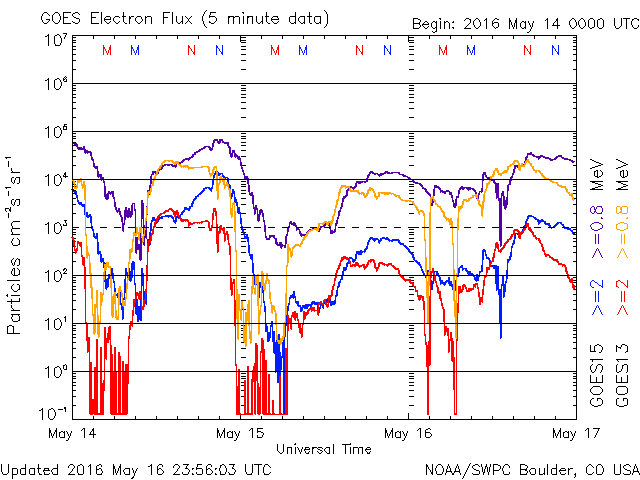 GOES Electron Flux (5 minute data)
Begin: 2016 May 14 0000 UTC
M M N N M M N N M M N N
10⁷
10⁶
10⁵
10⁴
10³
10²
10¹
10⁰
10⁻¹
Particles cm⁻²s⁻¹sr⁻¹
May 14 May 15 May 16 May 17
Universal Time
GOES15 >=2 >=0.8 MeV
GOES13 >=2 >=0.8 MeV
Updated 2016 May 16 23:56:03 UTC
NOAA/SWPC Boulder, CO USA